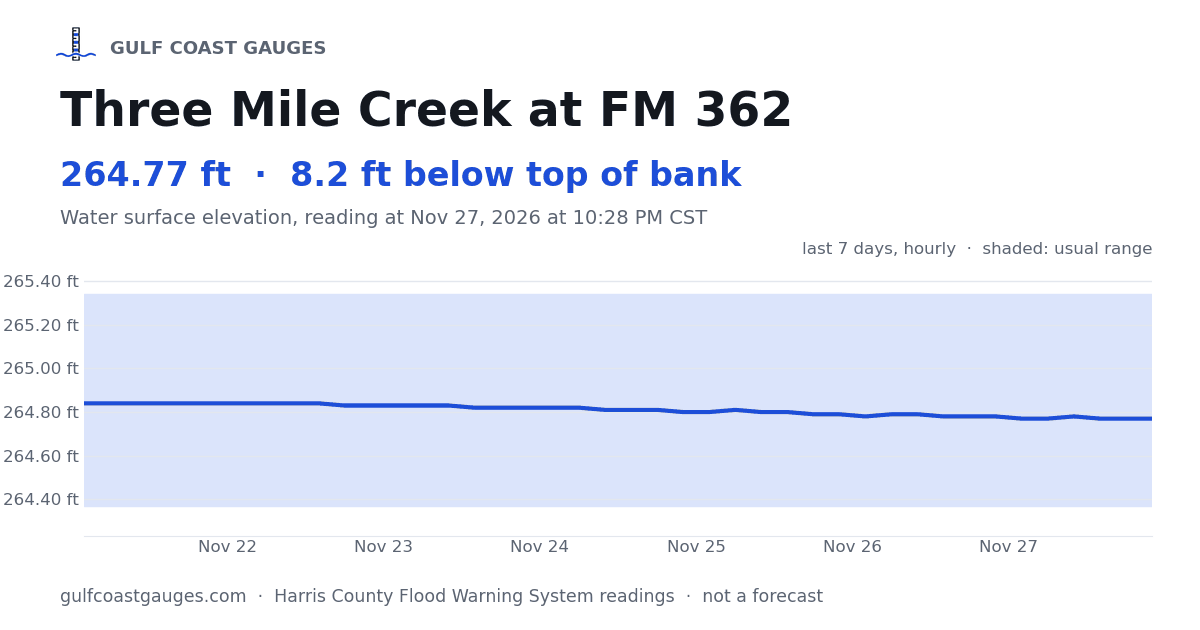 GULF COAST GAUGES
Three Mile Creek at FM 362
264.77 ft · 8.2 ft below top of bank
Water surface elevation, reading at Nov 27, 2026 at 10:28 PM CST
last 7 days, hourly · shaded: usual range
265.40 ft
265.20 ft
265.00 ft
264.80 ft
264.60 ft
264.40 ft
Nov 22 Nov 23 Nov 24 Nov 25 Nov 26 Nov 27
gulfcoastgauges.com · Harris County Flood Warning System readings · not a forecast